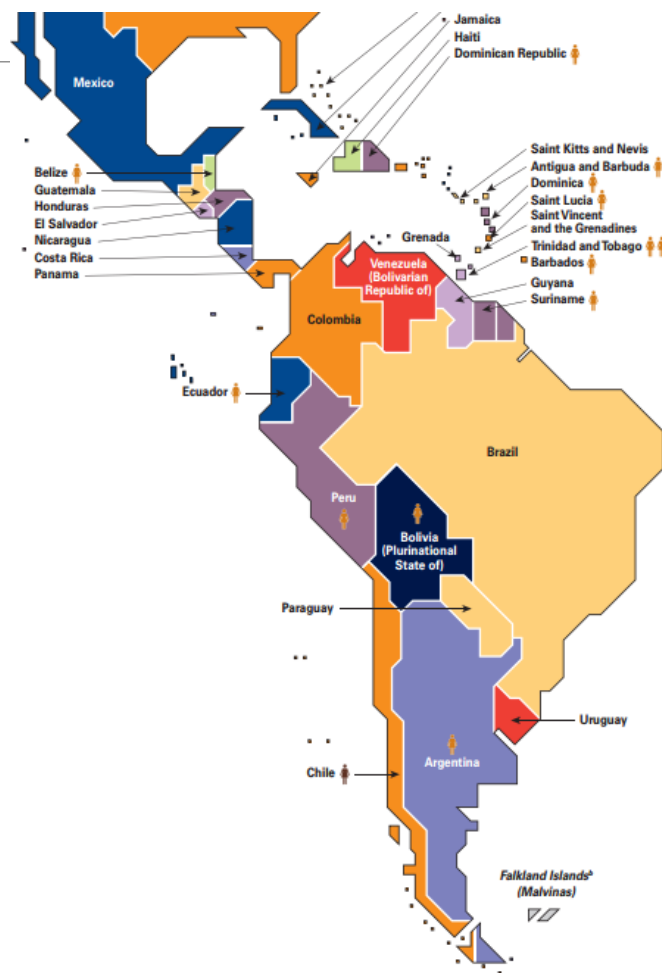 Jamaica
Haiti
Dominican Republic
Mexico
Saint Kitts and Nevis
Antigua and Barbuda
Dominica
Saint Lucia
Saint Vincent
and the Grenadines
Trinidad and Tobago
Barbados
Guyana
Suriname
Grenada
Belize
Guatemala
Honduras
El Salvador
Nicaragua
Costa Rica
Panama
Venezuela
(Bolivarian
Republic of)
Colombia
Ecuador
Brazil
Peru
Bolivia
(Plurinational
State of)
Paraguay
Uruguay
Argentina
Chile
Falkland Islandsᵇ
(Malvinas)